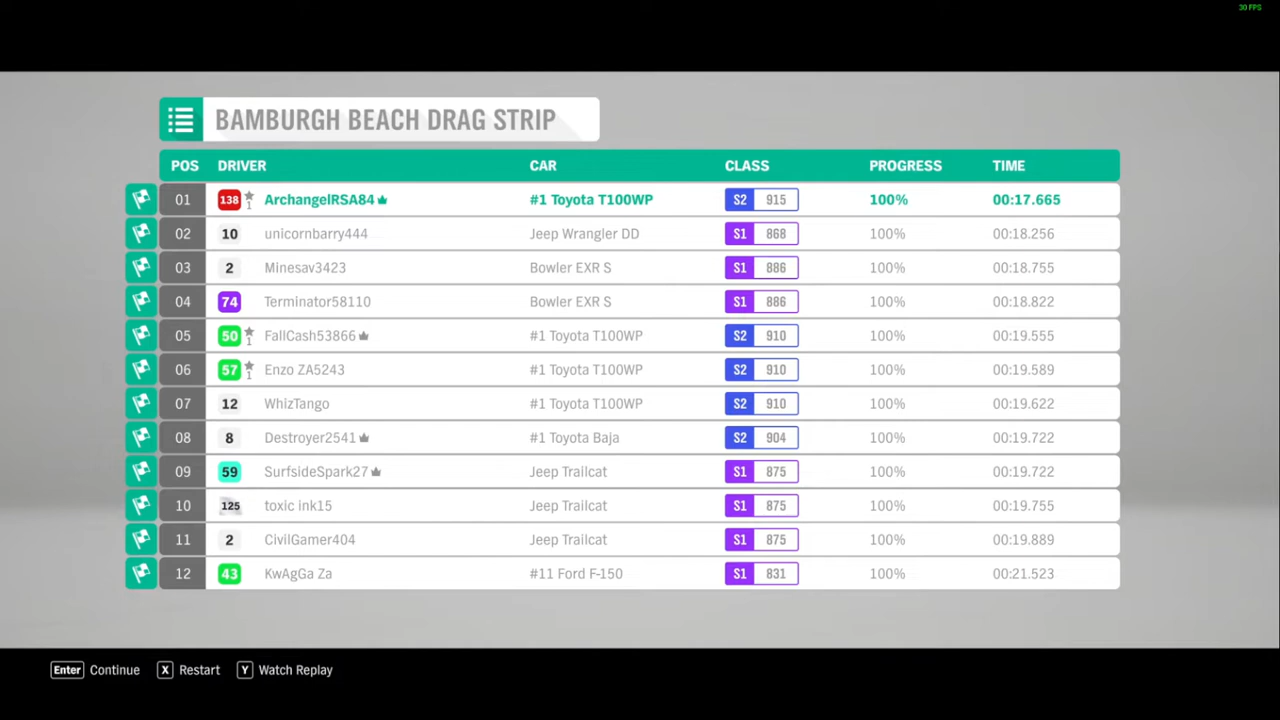 30 FPS
BAMBURGH BEACH DRAG STRIP
POS DRIVER CAR CLASS PROGRESS TIME
01 138 1 ArchangelRSA84 #1 Toyota T100WP S2 915 100% 00:17.665
02 10 unicornbarry444 Jeep Wrangler DD S1 868 100% 00:18.256
03 2 Minesav3423 Bowler EXR S S1 886 100% 00:18.755
04 74 Terminator58110 Bowler EXR S S1 886 100% 00:18.822
05 50 1 FallCash53866 #1 Toyota T100WP S2 910 100% 00:19.555
06 57 1 Enzo ZA5243 #1 Toyota T100WP S2 910 100% 00:19.589
07 12 WhizTango #1 Toyota T100WP S2 910 100% 00:19.622
08 8 Destroyer2541 #1 Toyota Baja S2 904 100% 00:19.722
09 59 SurfsideSpark27 Jeep Trailcat S1 875 100% 00:19.722
10 125 toxic ink15 Jeep Trailcat S1 875 100% 00:19.755
11 2 CivilGamer404 Jeep Trailcat S1 875 100% 00:19.889
12 43 KwAgGa Za #11 Ford F-150 S1 831 100% 00:21.523
Enter Continue X Restart Y Watch Replay